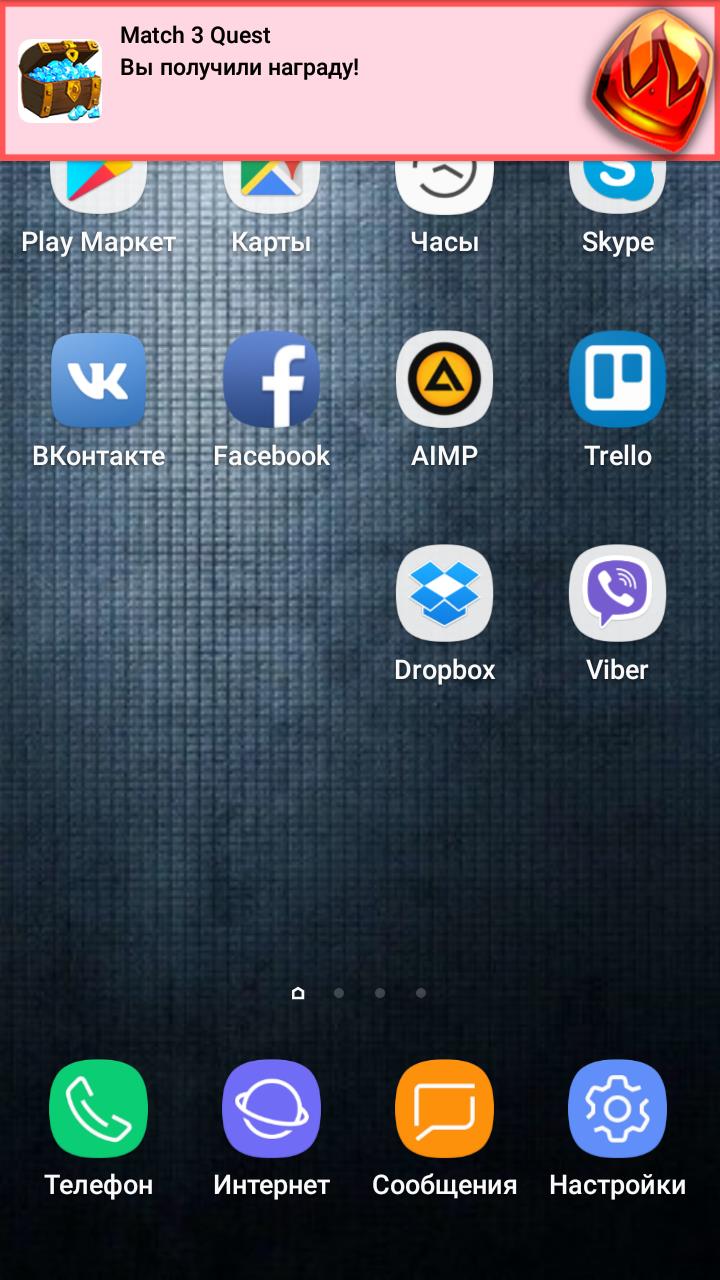 Match 3 Quest
Вы получили награду!
Play Маркет
Карты
Часы
Skype
ВКонтакте
Facebook
AIMP
Trello
Dropbox
Viber
Телефон
Интернет
Сообщения
Настройки